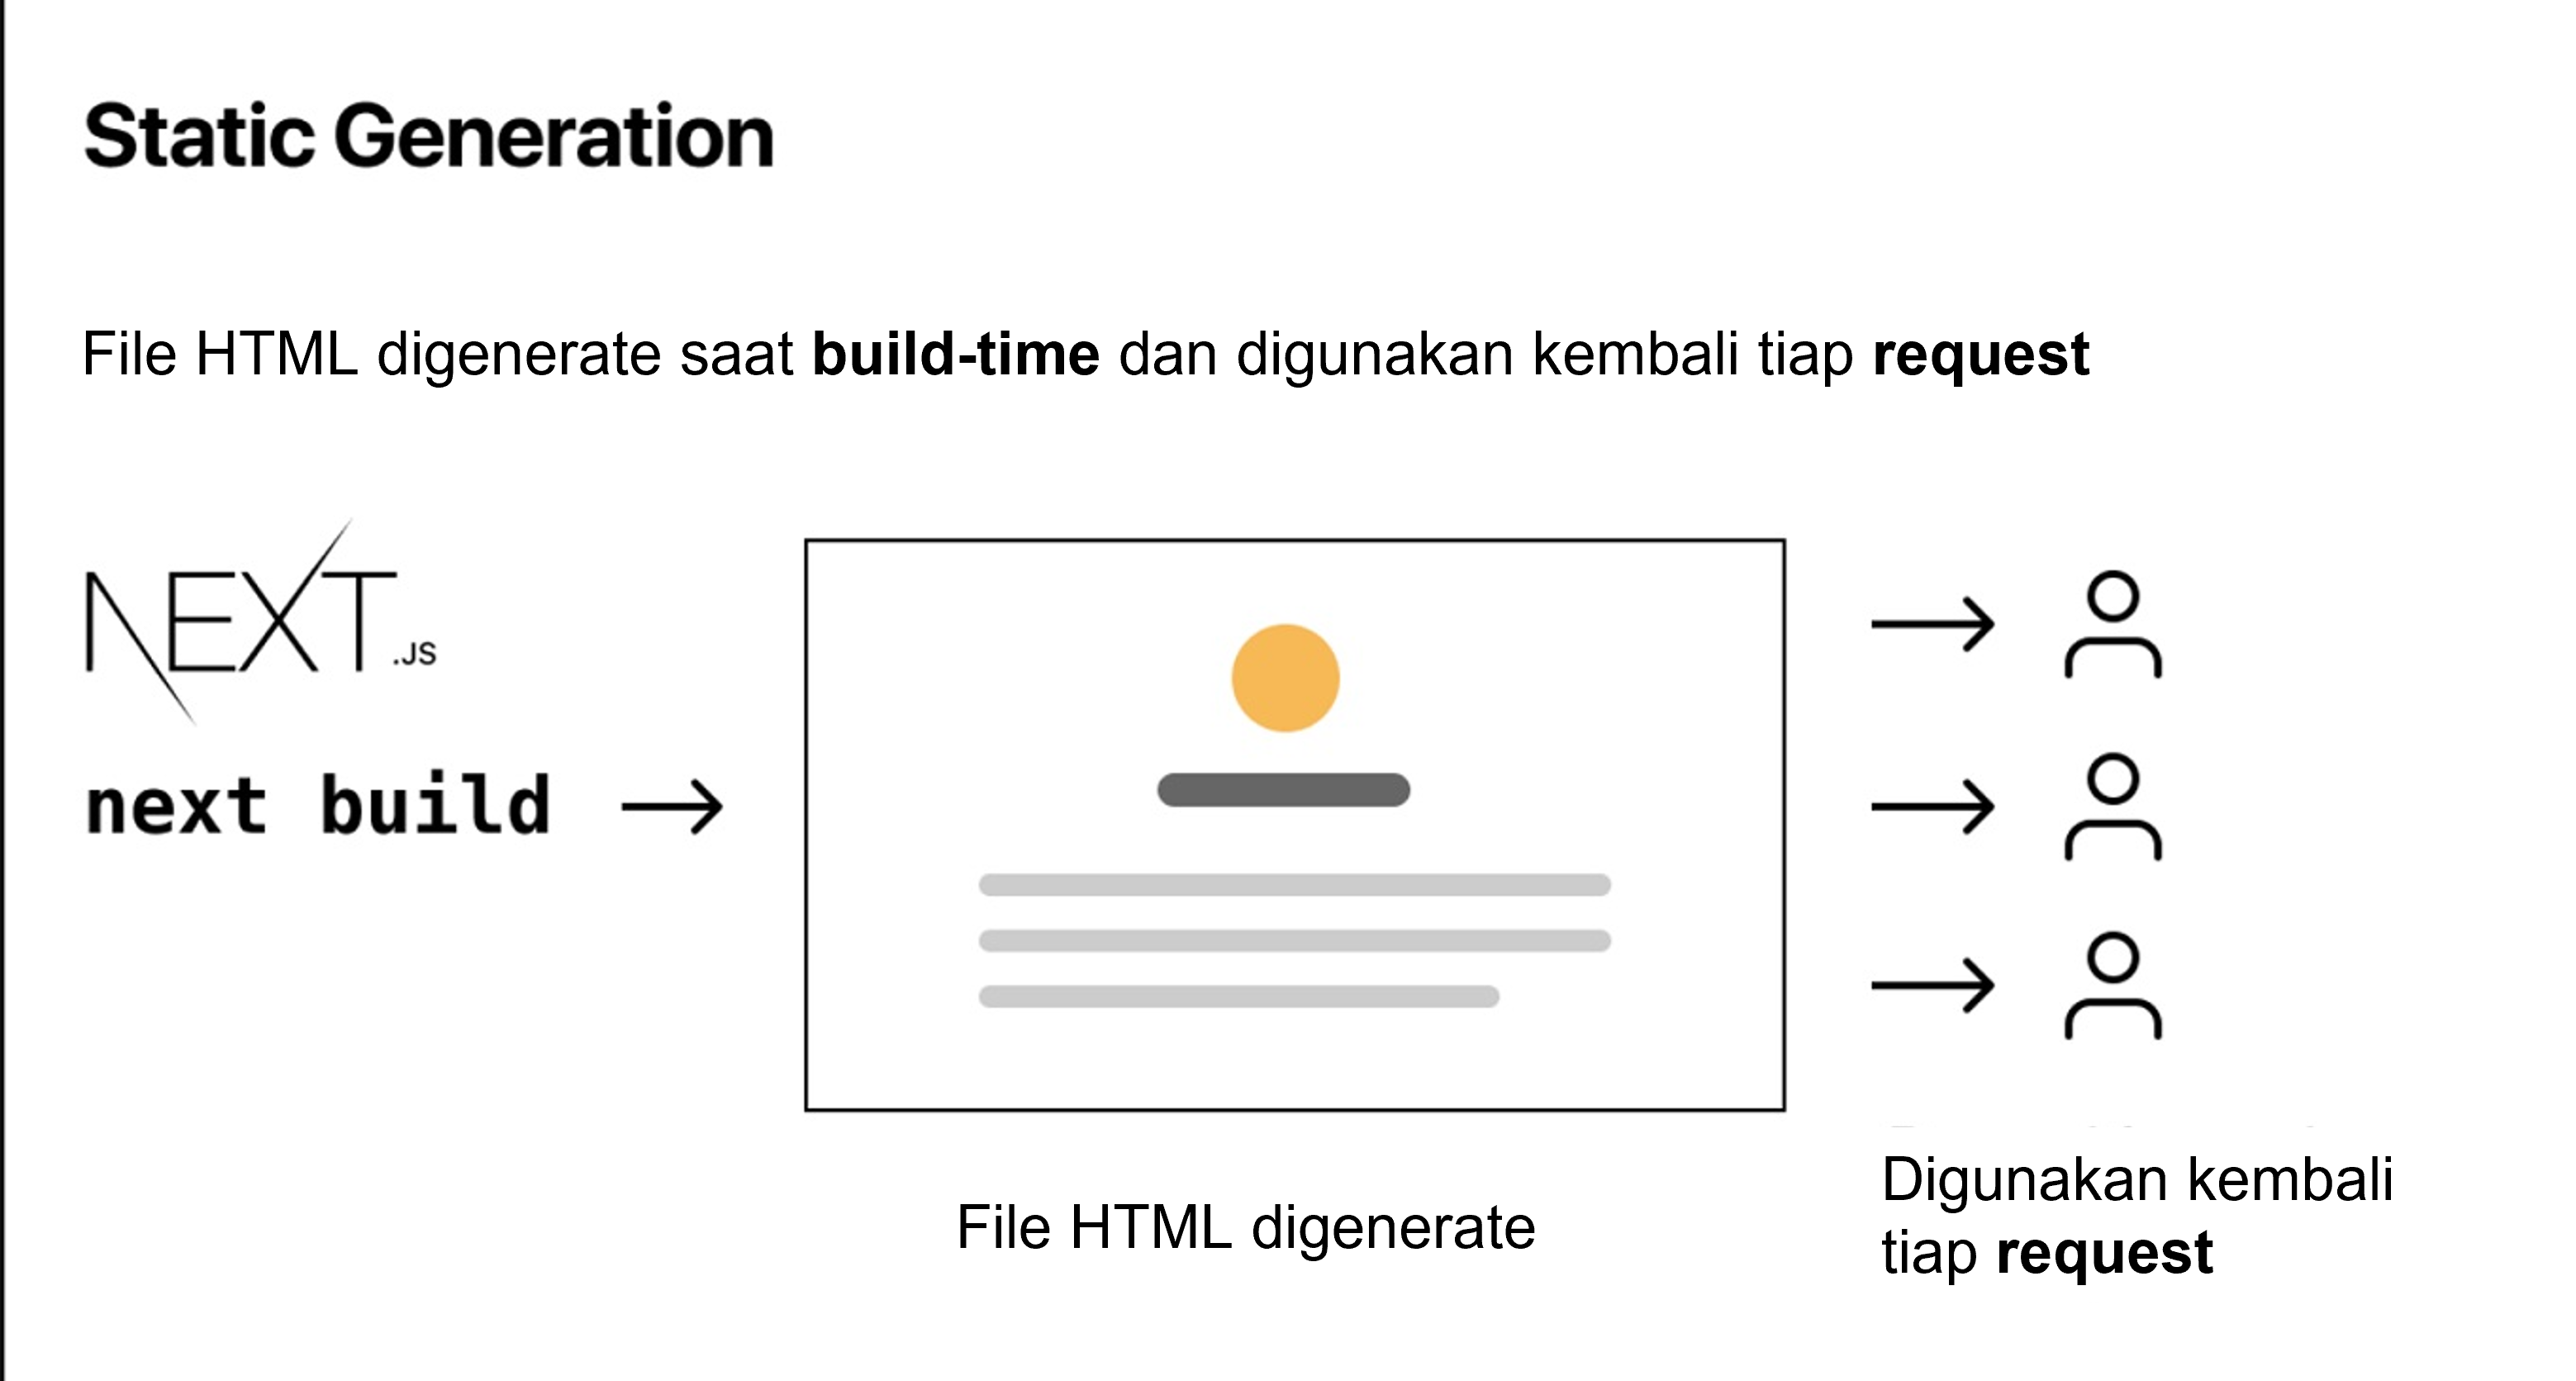 Static Generation
File HTML digenerate saat build-time dan digunakan kembali tiap request
NEXT.JS
next build
File HTML digenerate
Digunakan kembali
tiap request